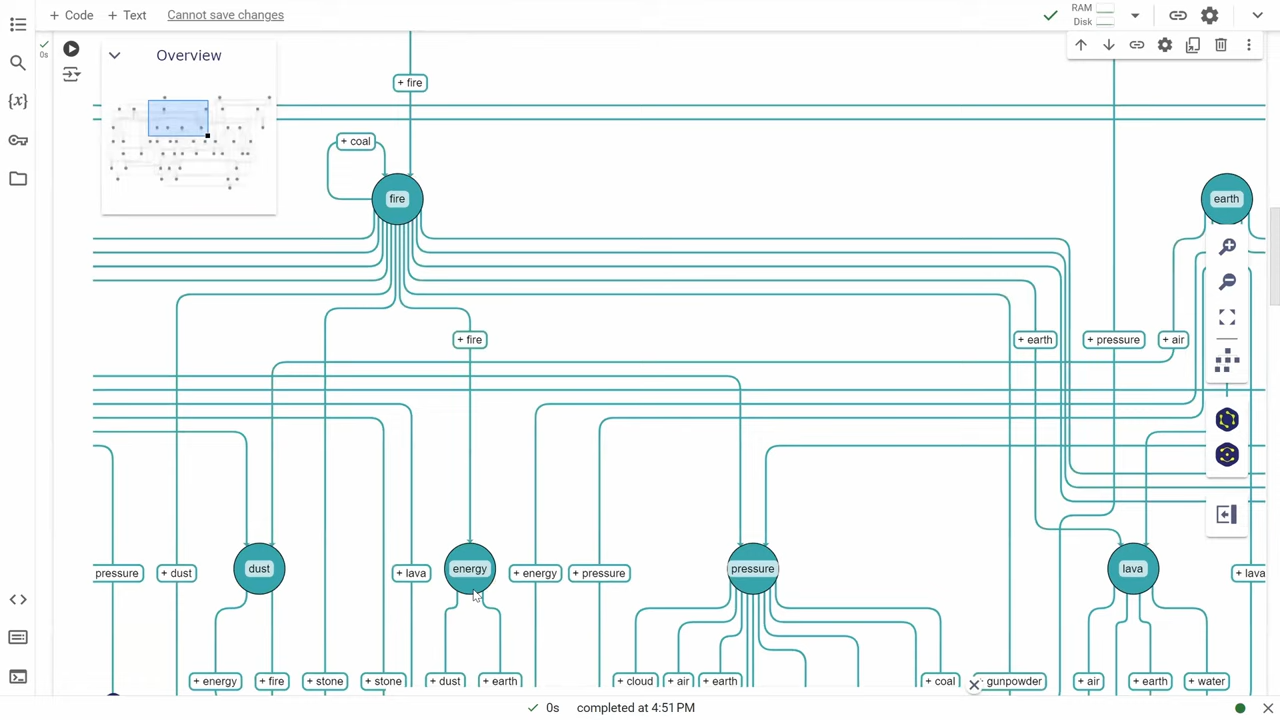 + Code + Text Cannot save changes
RAM
Disk
0s
Overview
+ fire
+ coal
fire
earth
{x}
+ fire
+ earth
+ pressure
+ air
dust
energy
pressure
lava
pressure
+ dust
+ lava
+ energy
+ pressure
+ lava
+ energy
+ fire
+ stone
+ stone
+ dust
+ earth
+ cloud
+ air
+ earth
+ coal
gunpowder
+ air
+ earth
+ water
0s completed at 4:51 PM